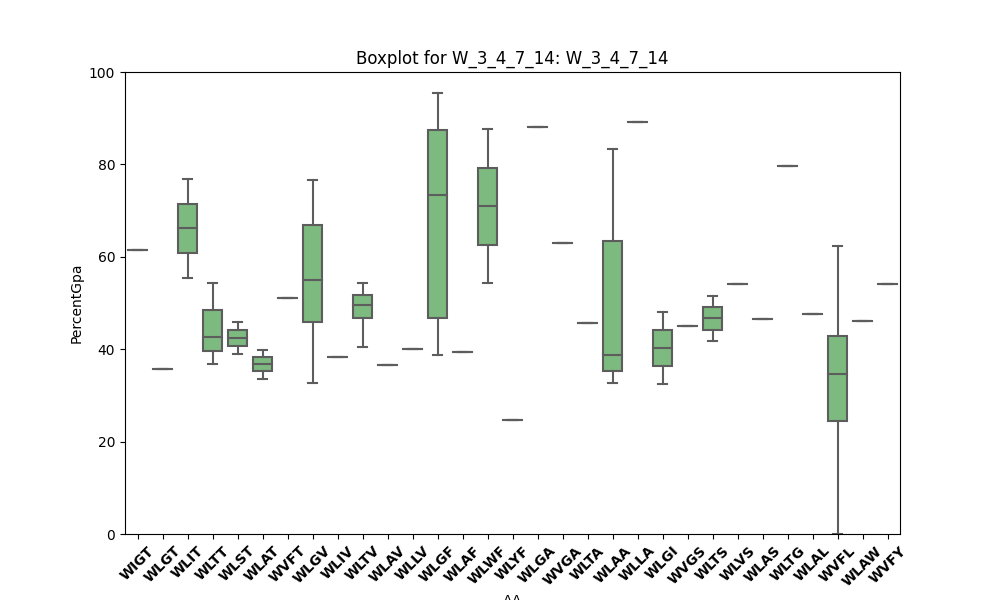 Boxplot for W_3_4_7_14: W_3_4_7_14
PercentGpa
100
80
60
40
20
0
WIGT
WLGT
WLIT
WLTT
WLST
WLAT
WVFT
WLGV
WLIV
WLTV
WLAV
WLLV
WLGF
WLAF
WLWF
WLYF
WLGA
WVGA
WLTA
WLAA
WLLA
WLGI
WVGS
WLTS
WLVS
WLAS
WLTG
WLAL
WVFL
WLAW
WVFY